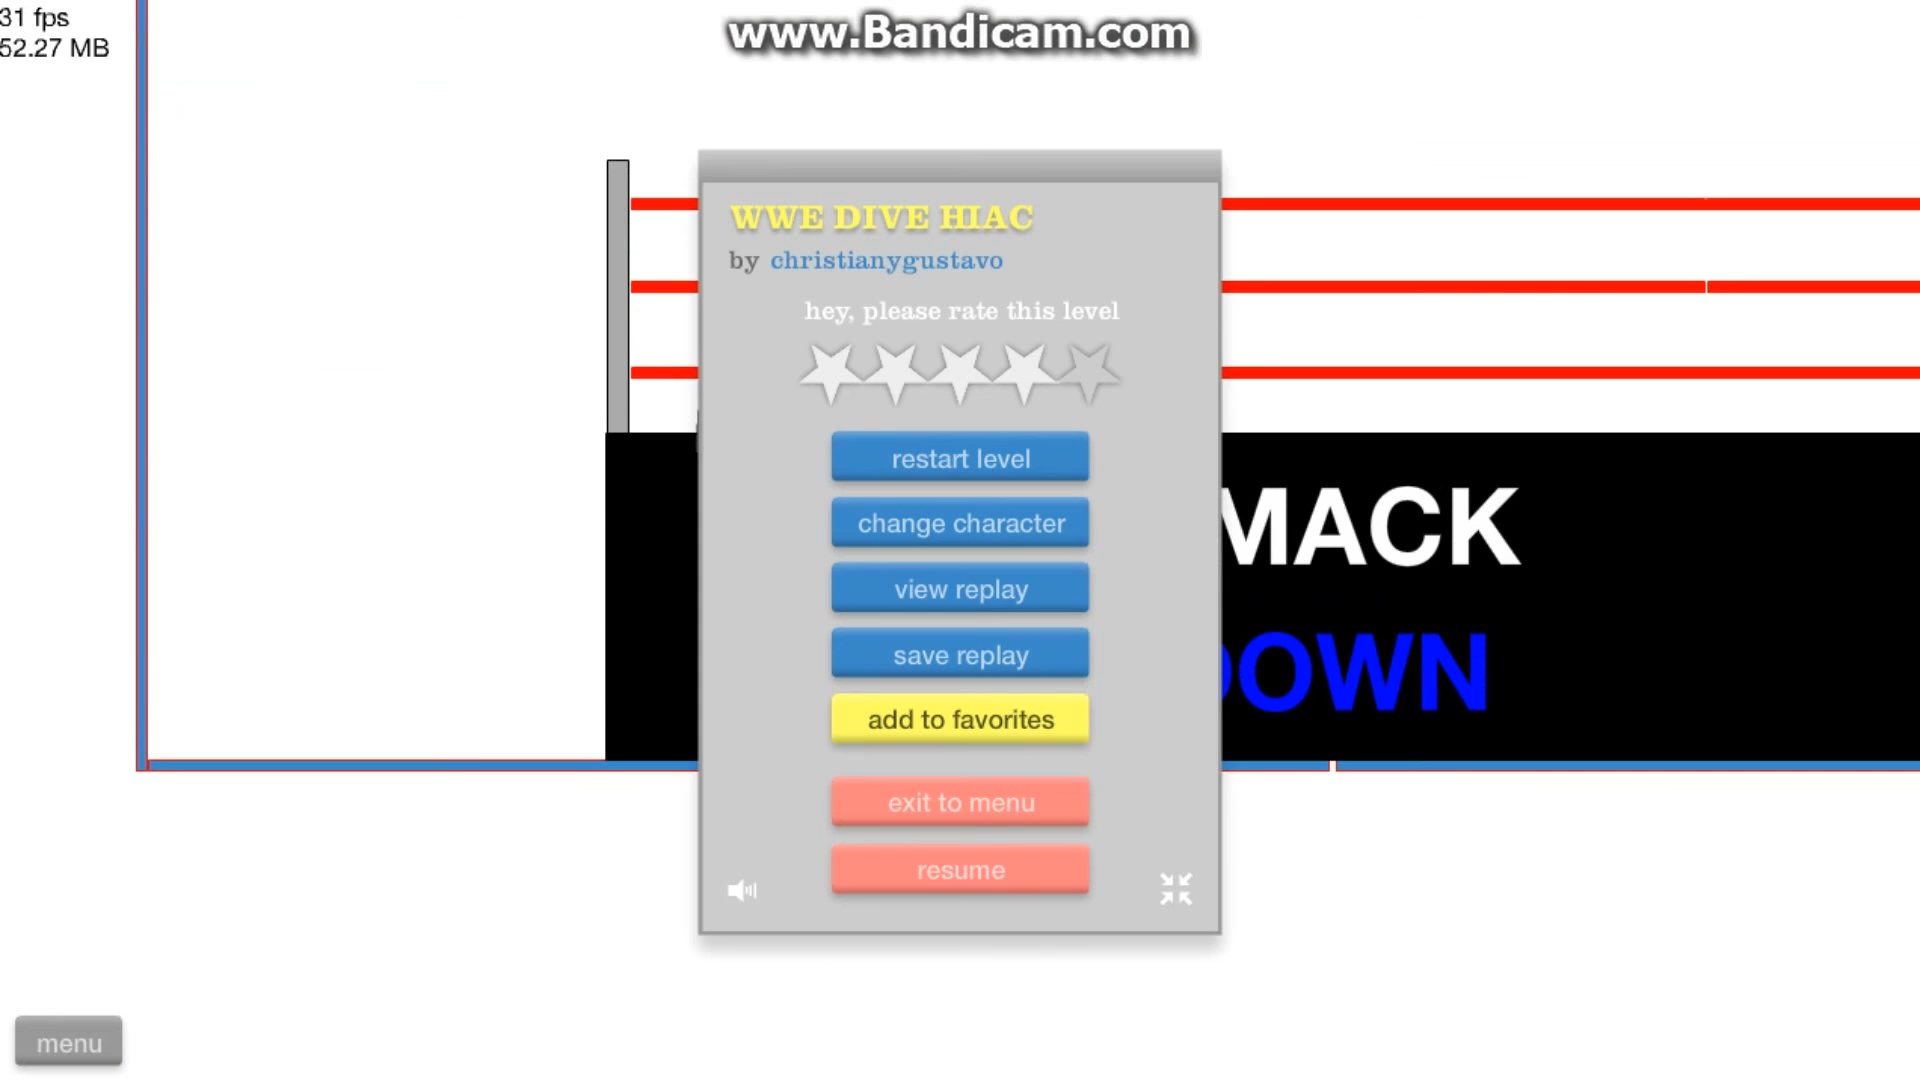 31 fps
52.27 MB
www.Bandicam.com
WWE DIVE HIAC
by christianygustavo
hey, please rate this level
restart level
change character
view replay
save replay
add to favorites
exit to menu
resume
MACK
DOWN
menu